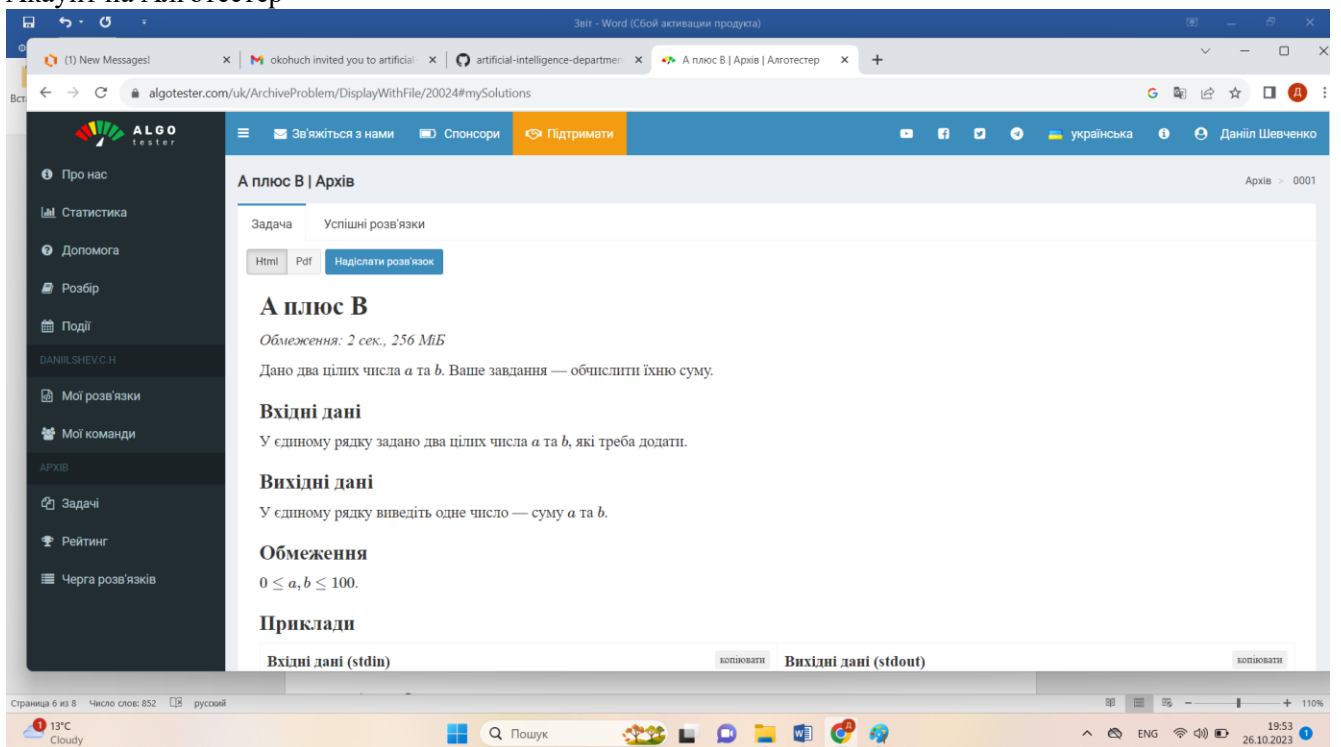 Акаунт на Алготестер
Звіт - Word (Сбой активации продукта)
(1) New Messages!
okohuch invited you to artificial-
artificial-intelligence-departmen
А плюс B | Архів | Алготестер
algotester.com/uk/ArchiveProblem/DisplayWithFile/20024#mySolutions
Д
ALGO
tester
Зв'яжіться з нами
Спонсори
Підтримати
українська
Данііл Шевченко
Про нас
Статистика
Допомога
Розбір
Події
DANIILSHEV.C.H
Мої розв'язки
Мої команди
АРХІВ
Задачі
Рейтинг
Черга розв'язків
А плюс B | Архів
Архів > 0001
Задача
Успішні розв'язки
Html
Pdf
Надіслати розв'язок
А плюс B
Обмеження: 2 сек., 256 МіБ
Дано два цілих числа a та b. Ваше завдання — обчислити їхню суму.
Вхідні дані
У єдиному рядку задано два цілих числа a та b, які треба додати.
Вихідні дані
У єдиному рядку виведіть одне число — суму a та b.
Обмеження
0 ≤ a, b ≤ 100.
Приклади
Вхідні дані (stdin)
копіювати
Вихідні дані (stdout)
копіювати
Страница 6 из 8
Число слов: 852
русский
110%
1
13°C
Cloudy
Пошук
ENG
19:53
26.10.2023
1